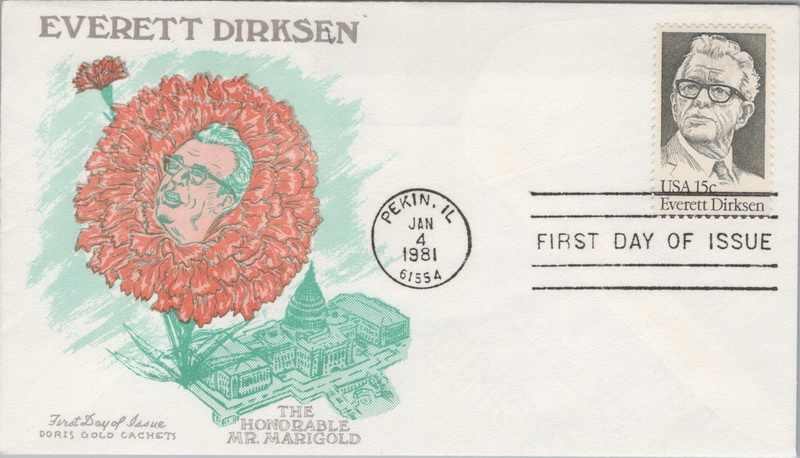 EVERETT DIRKSEN
USA 15c
Everett Dirksen
PEKIN, IL
JAN
4
1981
61554
FIRST DAY OF ISSUE
First Day of Issue
DORIS GOLD CACHETS
THE
HONORABLE
MR. MARIGOLD